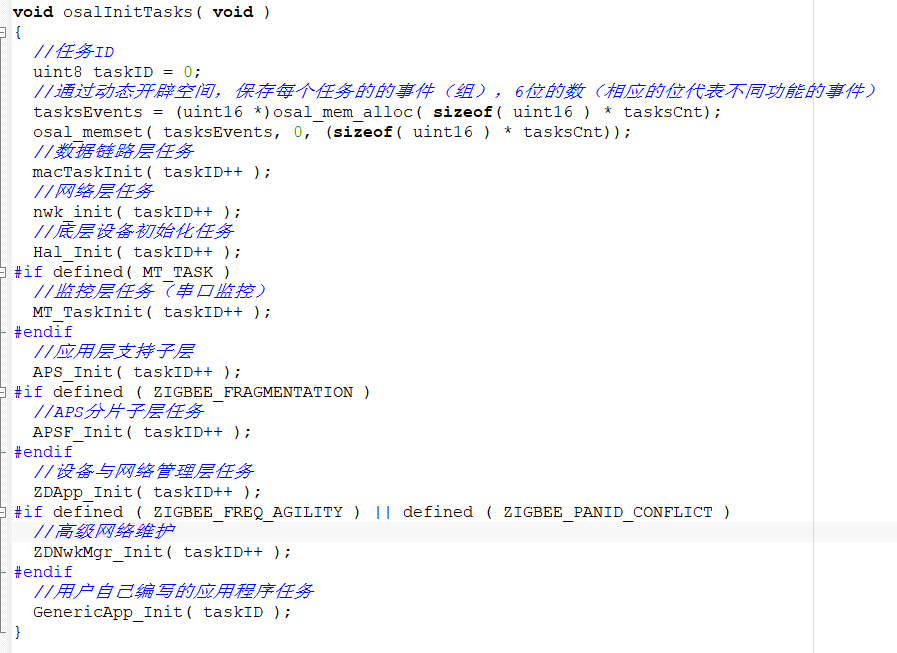 void osalInitTasks( void )
{
//任务ID
uint8 taskID = 0;
//通过动态开辟空间，保存每个任务的的事件（组），6位的数（相应的位代表不同功能的事件）
tasksEvents = (uint16 *)osal_mem_alloc( sizeof( uint16 ) * tasksCnt);
osal_memset( tasksEvents, 0, (sizeof( uint16 ) * tasksCnt));
//数据链路层任务
macTaskInit( taskID++ );
//网络层任务
nwk_init( taskID++ );
//底层设备初始化任务
Hal_Init( taskID++ );
#if defined( MT_TASK )
//监控层任务（串口监控）
MT_TaskInit( taskID++ );
#endif
//应用层支持子层
APS_Init( taskID++ );
#if defined ( ZIGBEE_FRAGMENTATION )
//APS分片子层任务
APSF_Init( taskID++ );
#endif
//设备与网络管理层任务
ZDApp_Init( taskID++ );
#if defined ( ZIGBEE_FREQ_AGILITY ) || defined ( ZIGBEE_PANID_CONFLICT )
//高级网络维护
ZDNwkMgr_Init( taskID++ );
#endif
//用户自己编写的应用程序任务
GenericApp_Init( taskID );
}